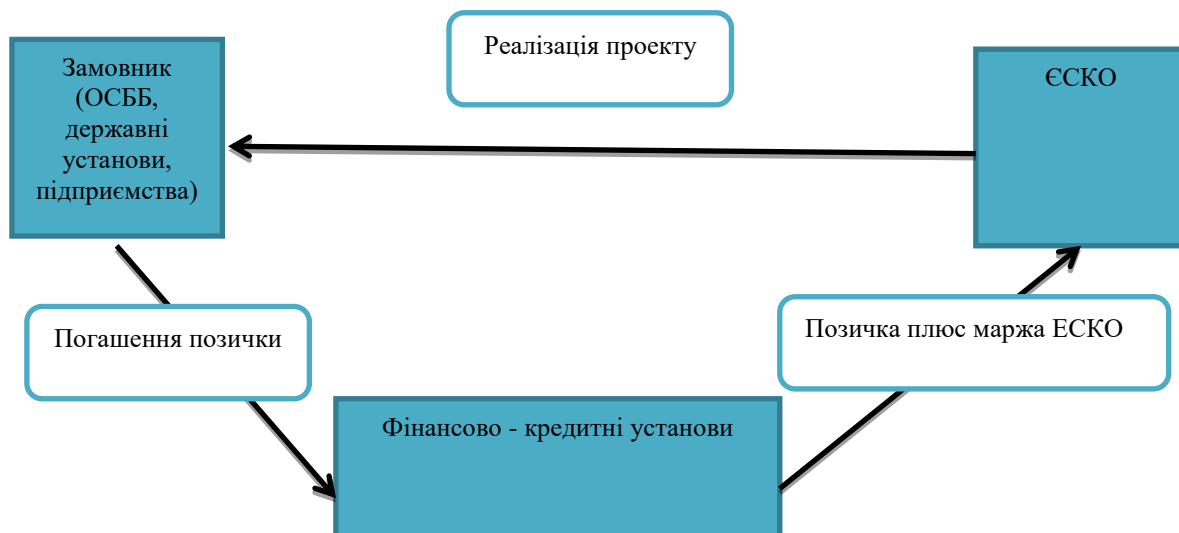 Реалізація проекту
Замовник
(ОСББ,
державні
установи,
підприємства)
ЄСКО
Погашення позички
Позичка плюс маржа ЕСКО
Фінансово - кредитні установи